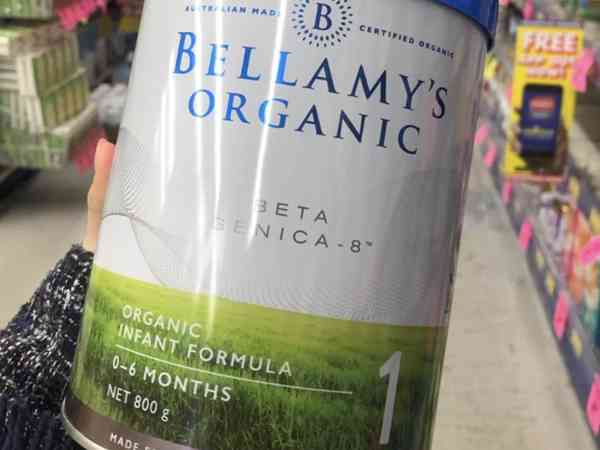 AUSTRALIAN MADE
B
CERTIFIED ORGANIC
BELLAMY'S
ORGANIC
BETA
GENICA-8™
ORGANIC
INFANT FORMULA
0-6 MONTHS
NET 800 g
1
MADE
FREE